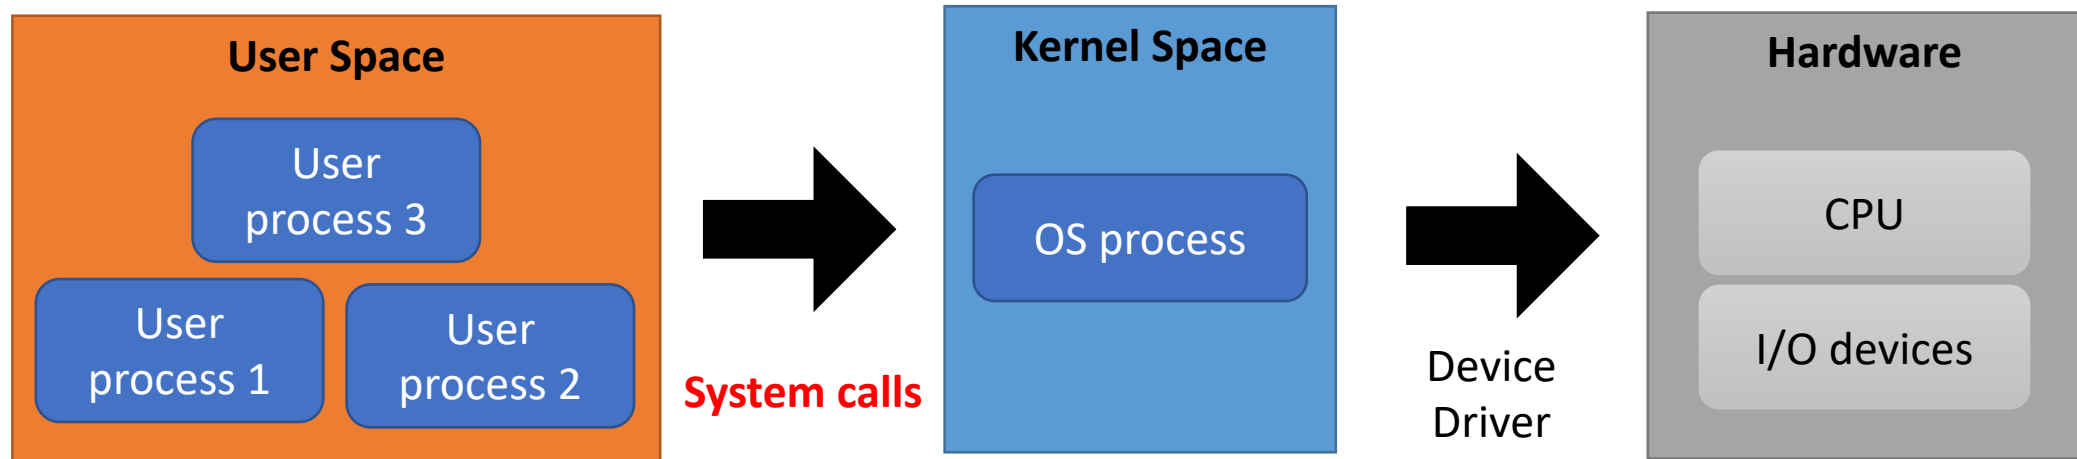 User Space
User
process 3
User
process 1
User
process 2
System calls
Kernel Space
OS process
Device
Driver
Hardware
CPU
I/O devices